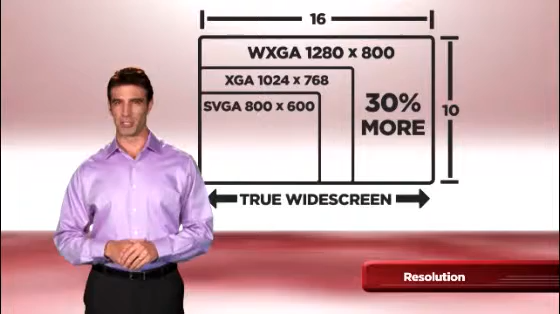 16
WXGA 1280 x 800
XGA 1024 x 768
SVGA 800 x 600
30%
MORE
10
TRUE WIDESCREEN
Resolution